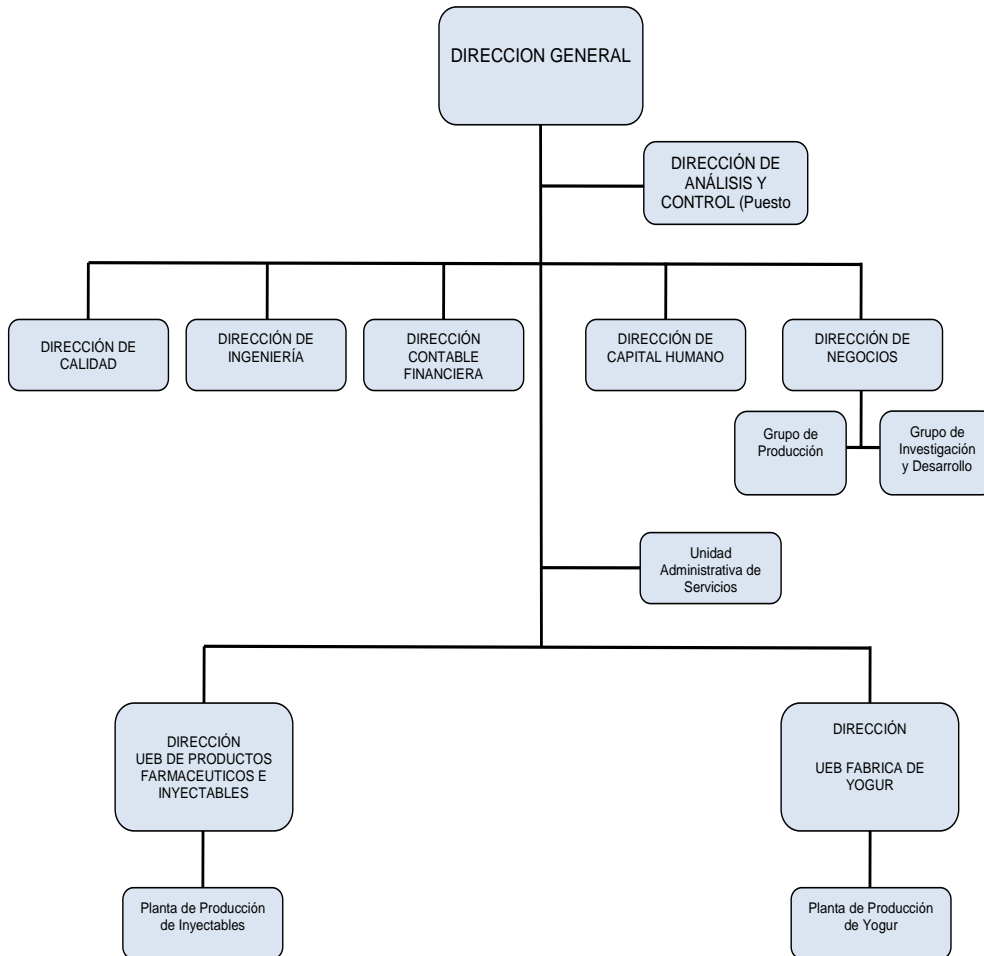 DIRECCION GENERAL
DIRECCIÓN DE
ANÁLISIS Y
CONTROL (Puesto
DIRECCIÓN DE
CALIDAD
DIRECCIÓN DE
INGENIERÍA
DIRECCIÓN
CONTABLE
FINANCIERA
DIRECCIÓN DE
CAPITAL HUMANO
DIRECCIÓN DE
NEGOCIOS
Grupo de
Producción
Grupo de
Investigación
y Desarrollo
Unidad
Administrativa de
Servicios
DIRECCIÓN
UEB DE PRODUCTOS
FARMACEUTICOS E
INYECTABLES
DIRECCIÓN
UEB FABRICA DE
YOGUR
Planta de Producción
de Inyectables
Planta de Producción
de Yogur